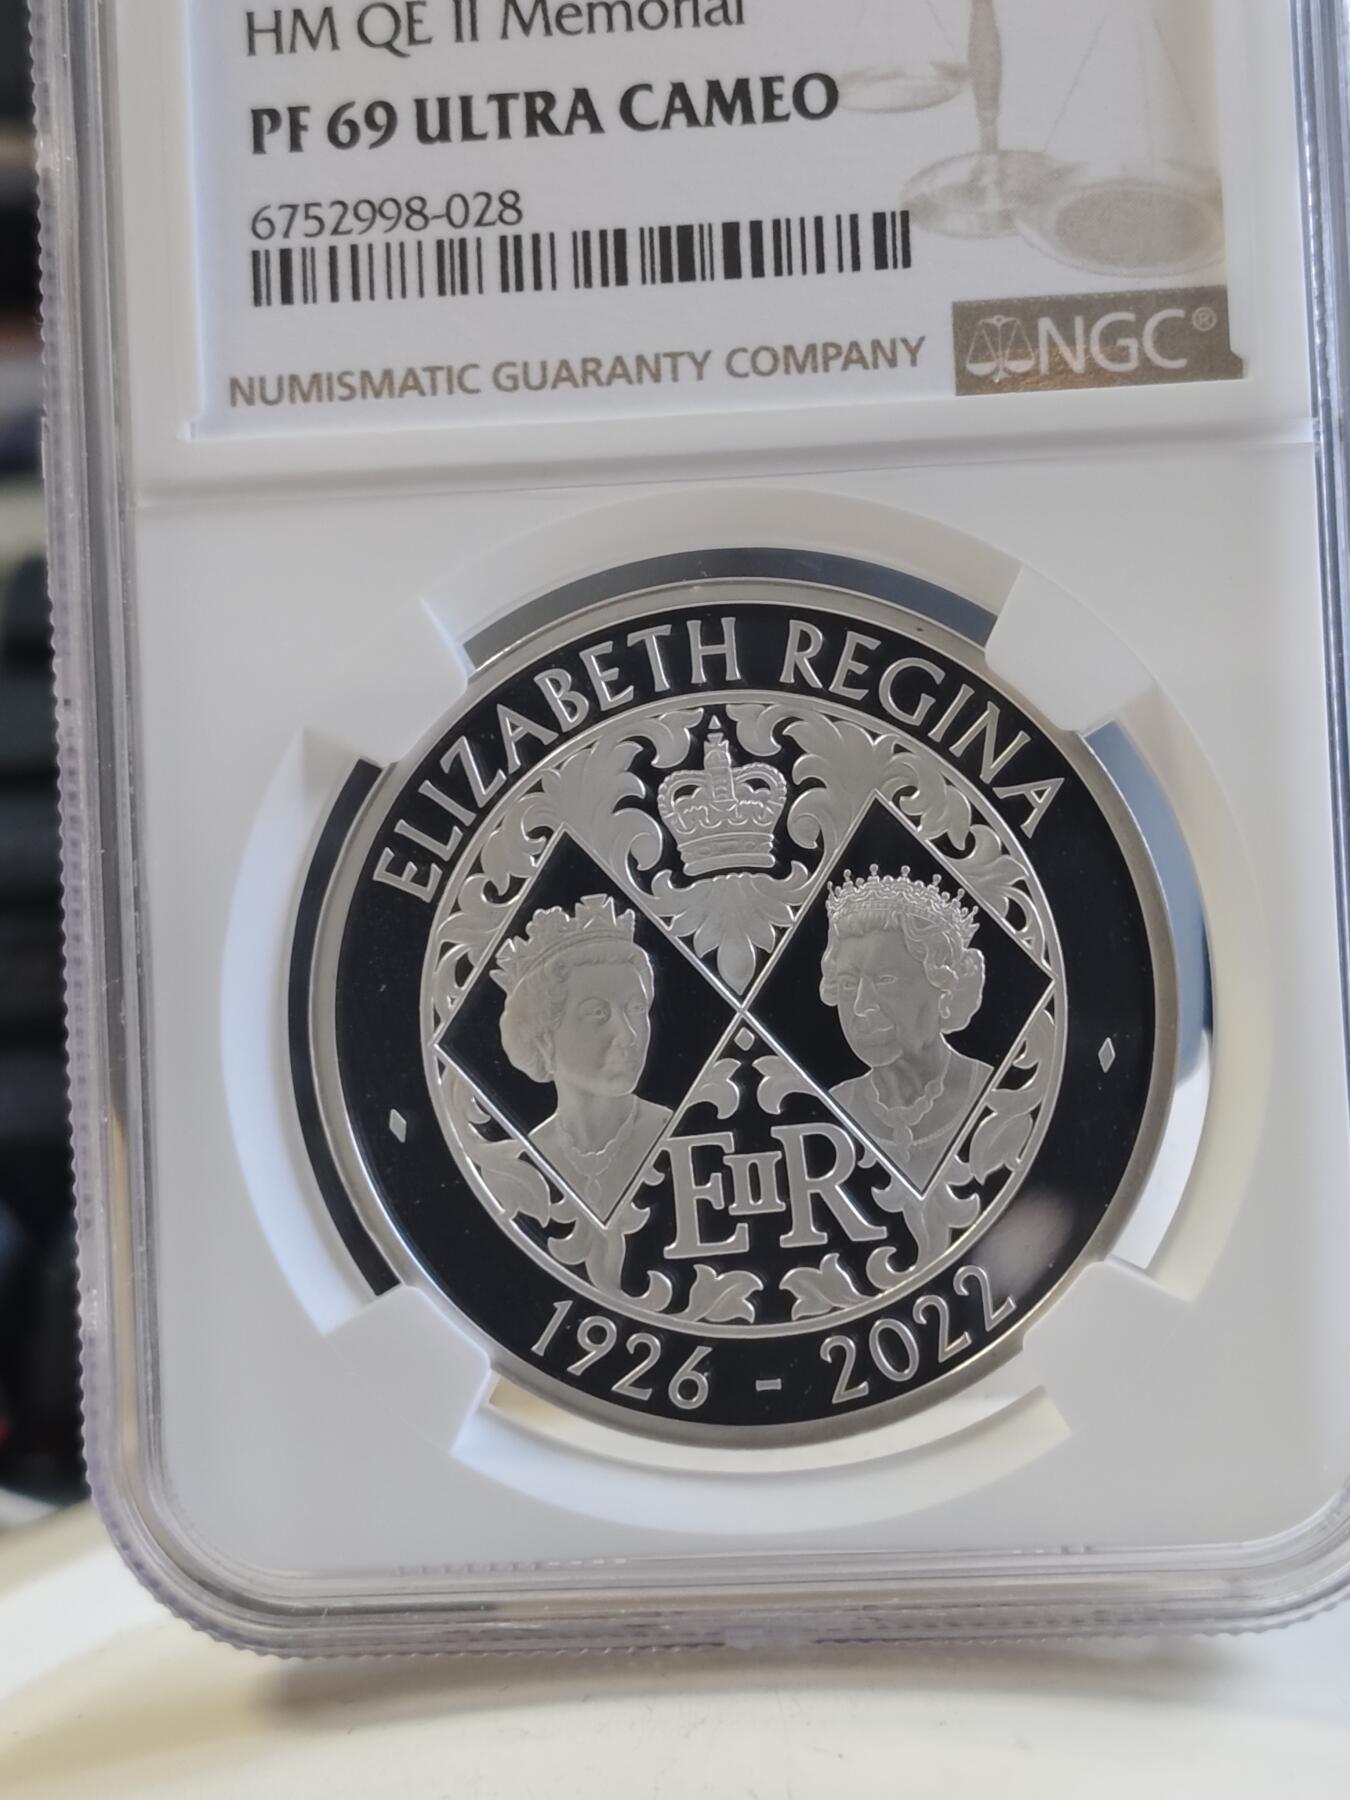 HM QE II Memorial
PF 69 ULTRA CAMEO
6752998-028
NUMISMATIC GUARANTY COMPANY
NGC®
ELIZABETH REGINA
EIIR
1926 - 2022